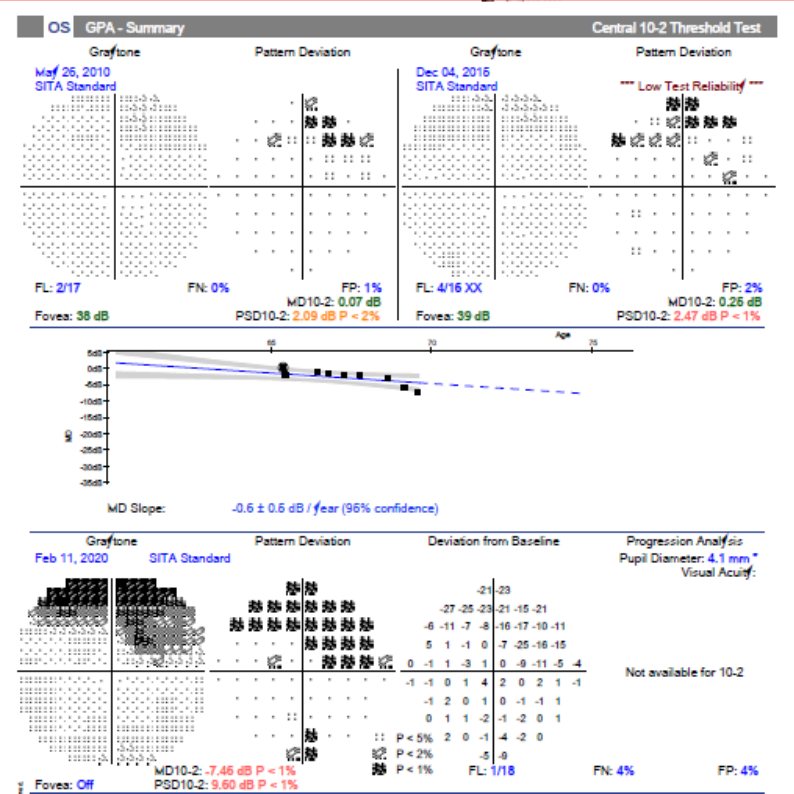 OS GPA - Summary Central 10-2 Threshold Test
Graytone Pattern Deviation Graytone Pattern Deviation
May 26, 2010 Dec 04, 2015
SITA Standard SITA Standard *** Low Test Reliability ***
FL: 2/17 FN: 0% FP: 1% FL: 4/16 XX FN: 0% FP: 2%
MD10-2: 0.07 dB MD10-2: 0.26 dB
Fovea: 38 dB PSD10-2: 2.09 dB P < 2% Fovea: 39 dB PSD10-2: 2.47 dB P < 1%
Age
65 70 75
5dB
0dB
-5dB
-10dB
-15dB
-20dB
-25dB
-30dB
-35dB
MD
MD Slope: -0.6 ± 0.6 dB / year (95% confidence)
Graytone Pattern Deviation Deviation from Baseline Progression Analysis
Feb 11, 2020 SITA Standard Pupil Diameter: 4.1 mm *
Visual Acuity:
-21 -23
-27 -25 -23 -21 -15 -21
-6 -11 -7 -8 -16 -17 -10 -11
5 1 -1 0 -7 -25 -16 -15
0 -1 1 -3 1 0 -9 -11 -5 -4
Not available for 10-2
-1 -1 0 1 4 2 0 2 1 -1
-1 2 0 1 0 -1 -1 1
0 1 1 -2 -1 -2 0 1
P < 5% 2 0 -1 -4 -2 0
P < 2% -5 -9
MD10-2: -7.46 dB P < 1% P < 1% FL: 1/18 FN: 4% FP: 4%
Fovea: Off PSD10-2: 9.60 dB P < 1%